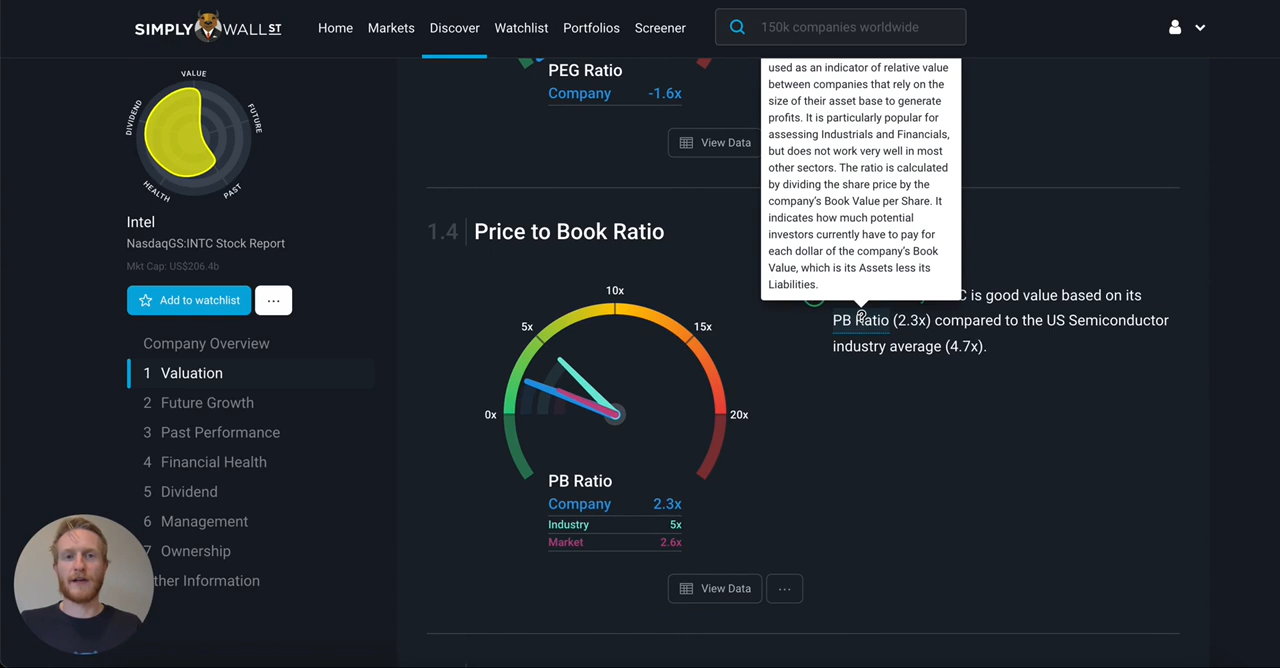 SIMPLY WALL ST
Home
Markets
Discover
Watchlist
Portfolios
Screener
150k companies worldwide
VALUE
FUTURE
PAST
HEALTH
DIVIDEND
Intel
NasdaqGS:INTC Stock Report
Mkt Cap: US$206.4b
Add to watchlist
...
Company Overview
1 Valuation
2 Future Growth
3 Past Performance
4 Financial Health
5 Dividend
6 Management
7 Ownership
ther Information
PEG Ratio
Company -1.6x
View Data
used as an indicator of relative value
between companies that rely on the
size of their asset base to generate
profits. It is particularly popular for
assessing Industrials and Financials,
but does not work very well in most
other sectors. The ratio is calculated
by dividing the share price by the
company’s Book Value per Share. It
indicates how much potential
investors currently have to pay for
each dollar of the company’s Book
Value, which is its Assets less its
Liabilities.
1.4 Price to Book Ratio
0x
5x
10x
15x
20x
PB Ratio
Company 2.3x
Industry 5x
Market 2.6x
C is good value based on its
PB Ratio (2.3x) compared to the US Semiconductor
industry average (4.7x).
View Data
...